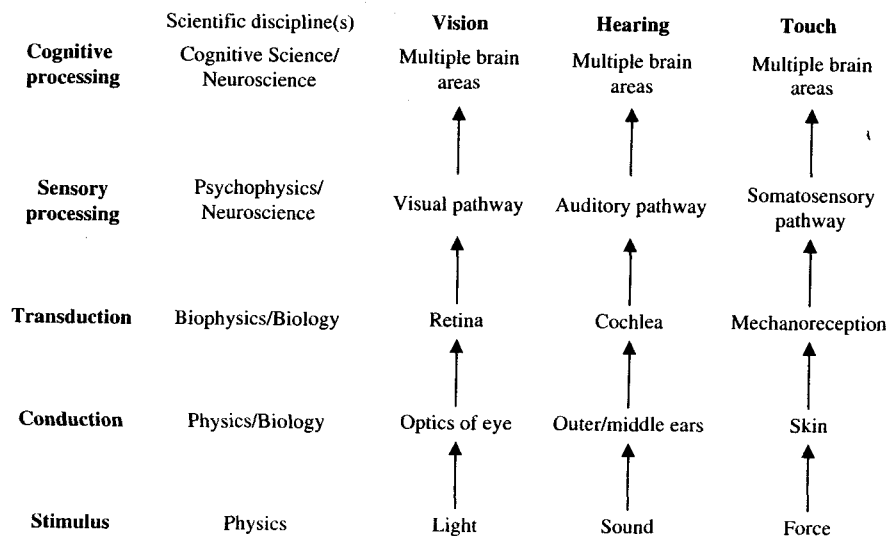 Scientific discipline(s) Vision Hearing Touch
Cognitive processing Cognitive Science/ Neuroscience Multiple brain areas Multiple brain areas Multiple brain areas
Sensory processing Psychophysics/ Neuroscience Visual pathway Auditory pathway Somatosensory pathway
Transduction Biophysics/Biology Retina Cochlea Mechanoreception
Conduction Physics/Biology Optics of eye Outer/middle ears Skin
Stimulus Physics Light Sound Force